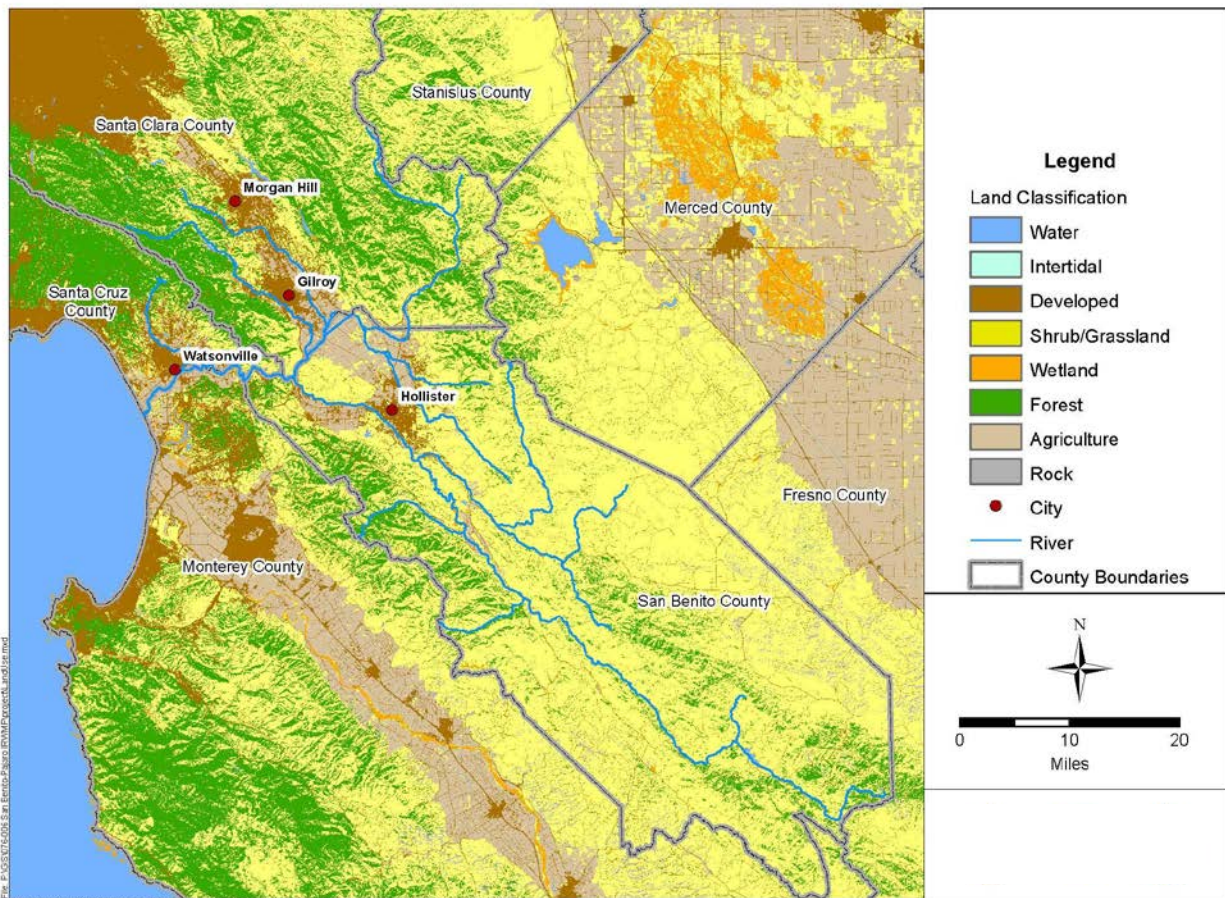 Stanislus County
Santa Clara County
Morgan Hill
Merced County
Gilroy
Santa Cruz
County
Watsonville
Hollister
Fresno County
Monterey County
San Benito County
Legend
Land Classification
Water
Intertidal
Developed
Shrub/Grassland
Wetland
Forest
Agriculture
Rock
City
River
County Boundaries
N
0 10 20
Miles